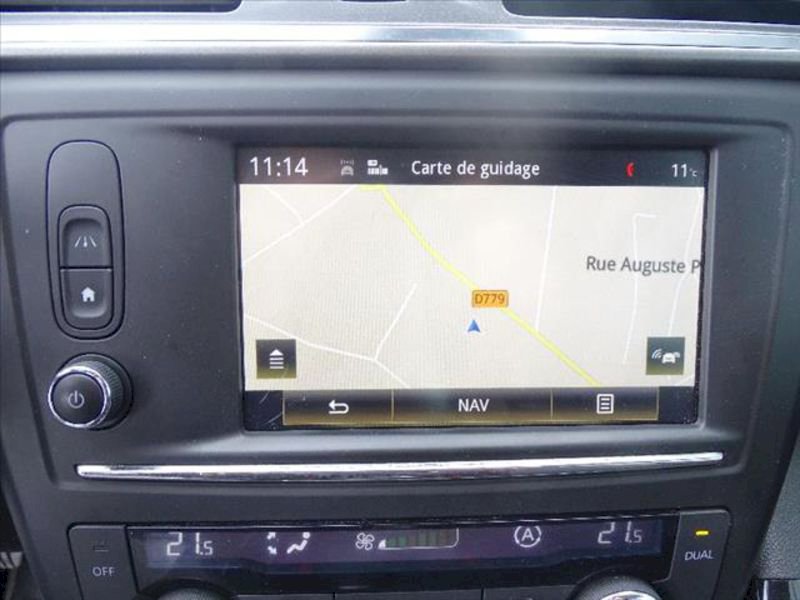 11:14 Carte de guidage 11°C
Rue Auguste P
D779
NAV
21.5 A 21.5
OFF DUAL